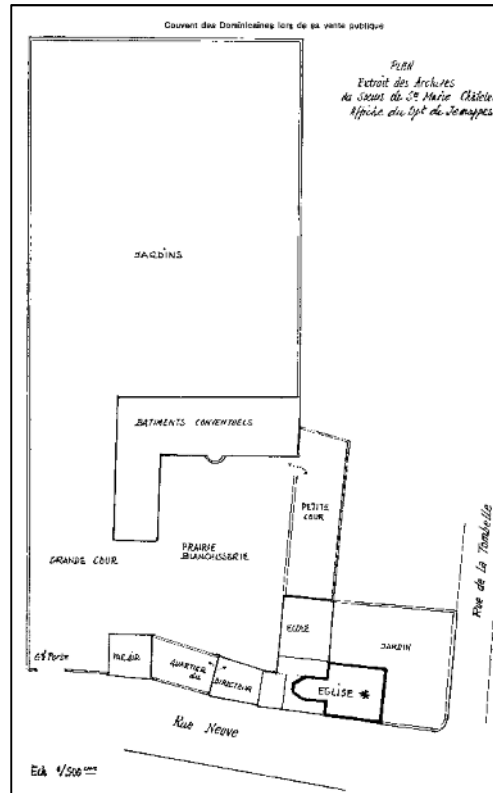 Couvent des Dominicaines lors de sa vente publique
PLAN
Extrait des Archives
du Soeurs de Ste Marie Châtelet
Affiche du Dpt de Jemappes
JARDINS
BATIMENTS CONVENTUELS
PETITE
COUR
PRAIRIE
BLANCHISSERIE
GRANDE COUR
Rue de la Tombelle
ECOLE
JARDIN
Gde Porte
QUARTIER
du
DIRECTEUR
EGLISE *
Rue Neuve
Ech 1/500